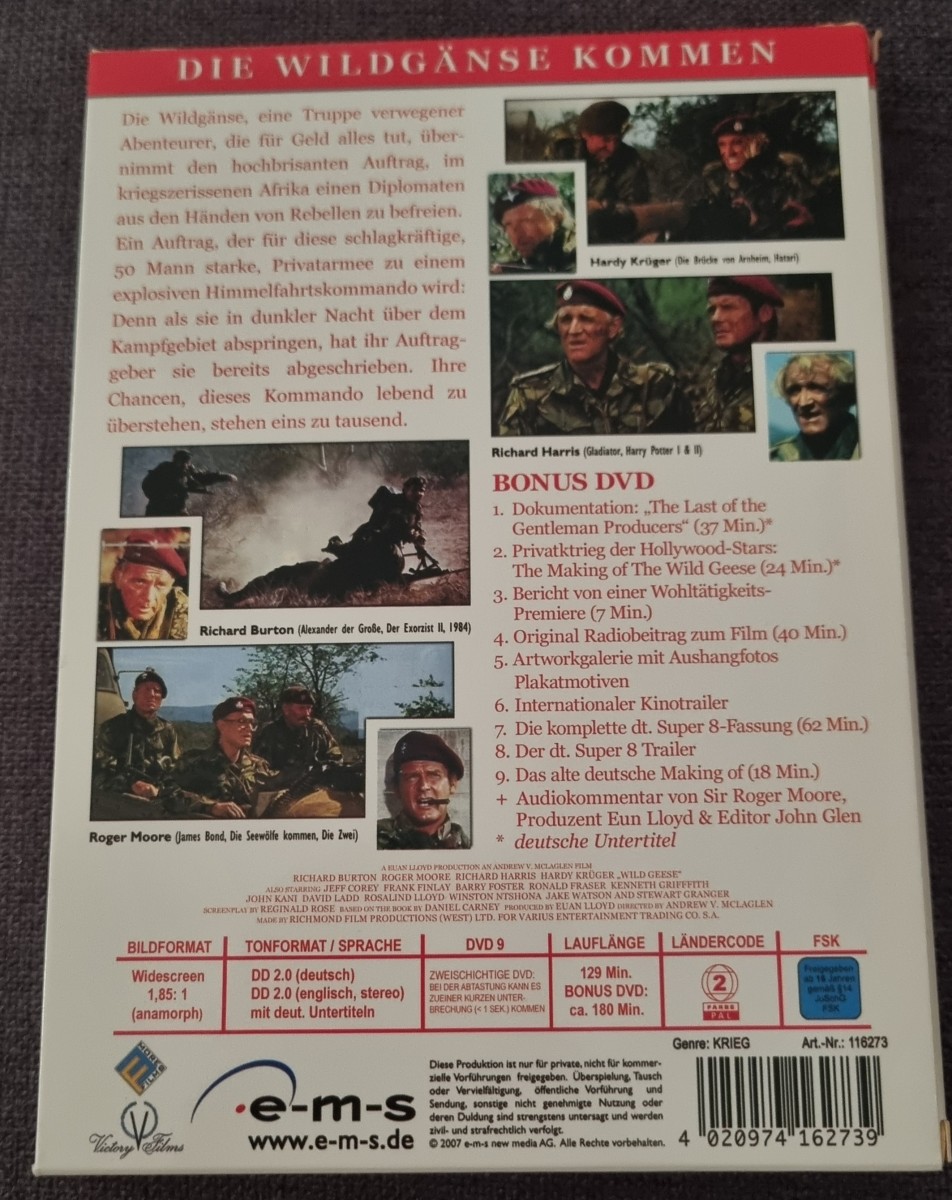 DIE WILDGÄNSE KOMMEN
Die Wildgänse, eine Truppe verwegener
Abenteurer, die für Geld alles tut, über-
nimmt den hochbrisanten Auftrag, im
kriegszerissenen Afrika einen Diplomaten
aus den Händen von Rebellen zu befreien.
Ein Auftrag, der für diese schlagkräftige,
50 Mann starke, Privatarmee zu einem
explosiven Himmelfahrtskommando wird:
Denn als sie in dunkler Nacht über dem
Kampfgebiet abspringen, hat ihr Auftrag-
geber sie bereits abgeschrieben. Ihre
Chancen, dieses Kommando lebend zu
überstehen, stehen eins zu tausend.
Hardy Krüger (Die Brücke von Arnheim, Hatari)
Richard Harris (Gladiator, Harry Potter I & II)
Richard Burton (Alexander der Große, Der Exorzist II, 1984)
Roger Moore (James Bond, Die Seewölfe kommen, Die Zwei)
BONUS DVD
1. Dokumentation: „The Last of the
Gentleman Producers“ (37 Min.)*
2. Privatktrieg der Hollywood-Stars:
The Making of The Wild Geese (24 Min.)*
3. Bericht von einer Wohltätigkeits-
Premiere (7 Min.)
4. Original Radiobeitrag zum Film (40 Min.)
5. Artworkgalerie mit Aushangfotos
Plakatmotiven
6. Internationaler Kinotrailer
7. Die komplette dt. Super 8-Fassung (62 Min.)
8. Der dt. Super 8 Trailer
9. Das alte deutsche Making of (18 Min.)
+ Audiokommentar von Sir Roger Moore,
Produzent Eun Lloyd & Editor John Glen
* deutsche Untertitel
A EUAN LLOYD PRODUCTION AN ANDREW V. MCLAGLEN FILM
RICHARD BURTON ROGER MOORE RICHARD HARRIS HARDY KRÜGER „WILD GEESE“
ALSO STARRING JEFF COREY FRANK FINLAY BARRY FOSTER RONALD FRASER KENNETH GRIFFFITH
JOHN KANI DAVID LADD ROSALIND LLOYD WINSTON NTSHONA JAKE WATSON AND STEWART GRANGER
SCREENPLAY BY REGINALD ROSE BASED ON THE BOOK BY DANIEL CARNEY PRODUCED BY EUAN LLOYD DIRECTED BY ANDREW V. MCLAGLEN
MADE BY RICHMOND FILM PRODUCTIONS (WEST) LTD. FOR VARIUS ENTERTAINMENT TRADING CO. S.A.
BILDFORMAT
Widescreen
1,85: 1
(anamorph)
TONFORMAT / SPRACHE
DD 2.0 (deutsch)
DD 2.0 (englisch, stereo)
mit deut. Untertiteln
DVD 9
ZWEISCHICHTIGE DVD:
BEI DER ABTASTUNG KANN ES
ZUEINER KURZEN UNTER-
BRECHUNG (< 1 SEK.) KOMMEN
LAUFLÄNGE
129 Min.
BONUS DVD:
ca. 180 Min.
LÄNDERCODE
2
FARBE
PAL
FSK
Freigegeben
ab 16 Jahren
gemäß §14
JuSchG
FSK
Genre: KRIEG
Art.-Nr.: 116273
Victory Films
e-m-s
www.e-m-s.de
Diese Produktion ist nur für private, nicht für kommer-
zielle Vorführungen freigegeben. Überspielung, Tausch
oder Vervielfältigung, öffentliche Vorführung und
Sendung, sonstige nicht genehmigte Nutzung oder
deren Duldung sind strengstens untersagt und werden
zivil- und strafrechtlich verfolgt.
© 2007 e-m-s new media AG. Alle Rechte vorbehalten.
4 020974 162739